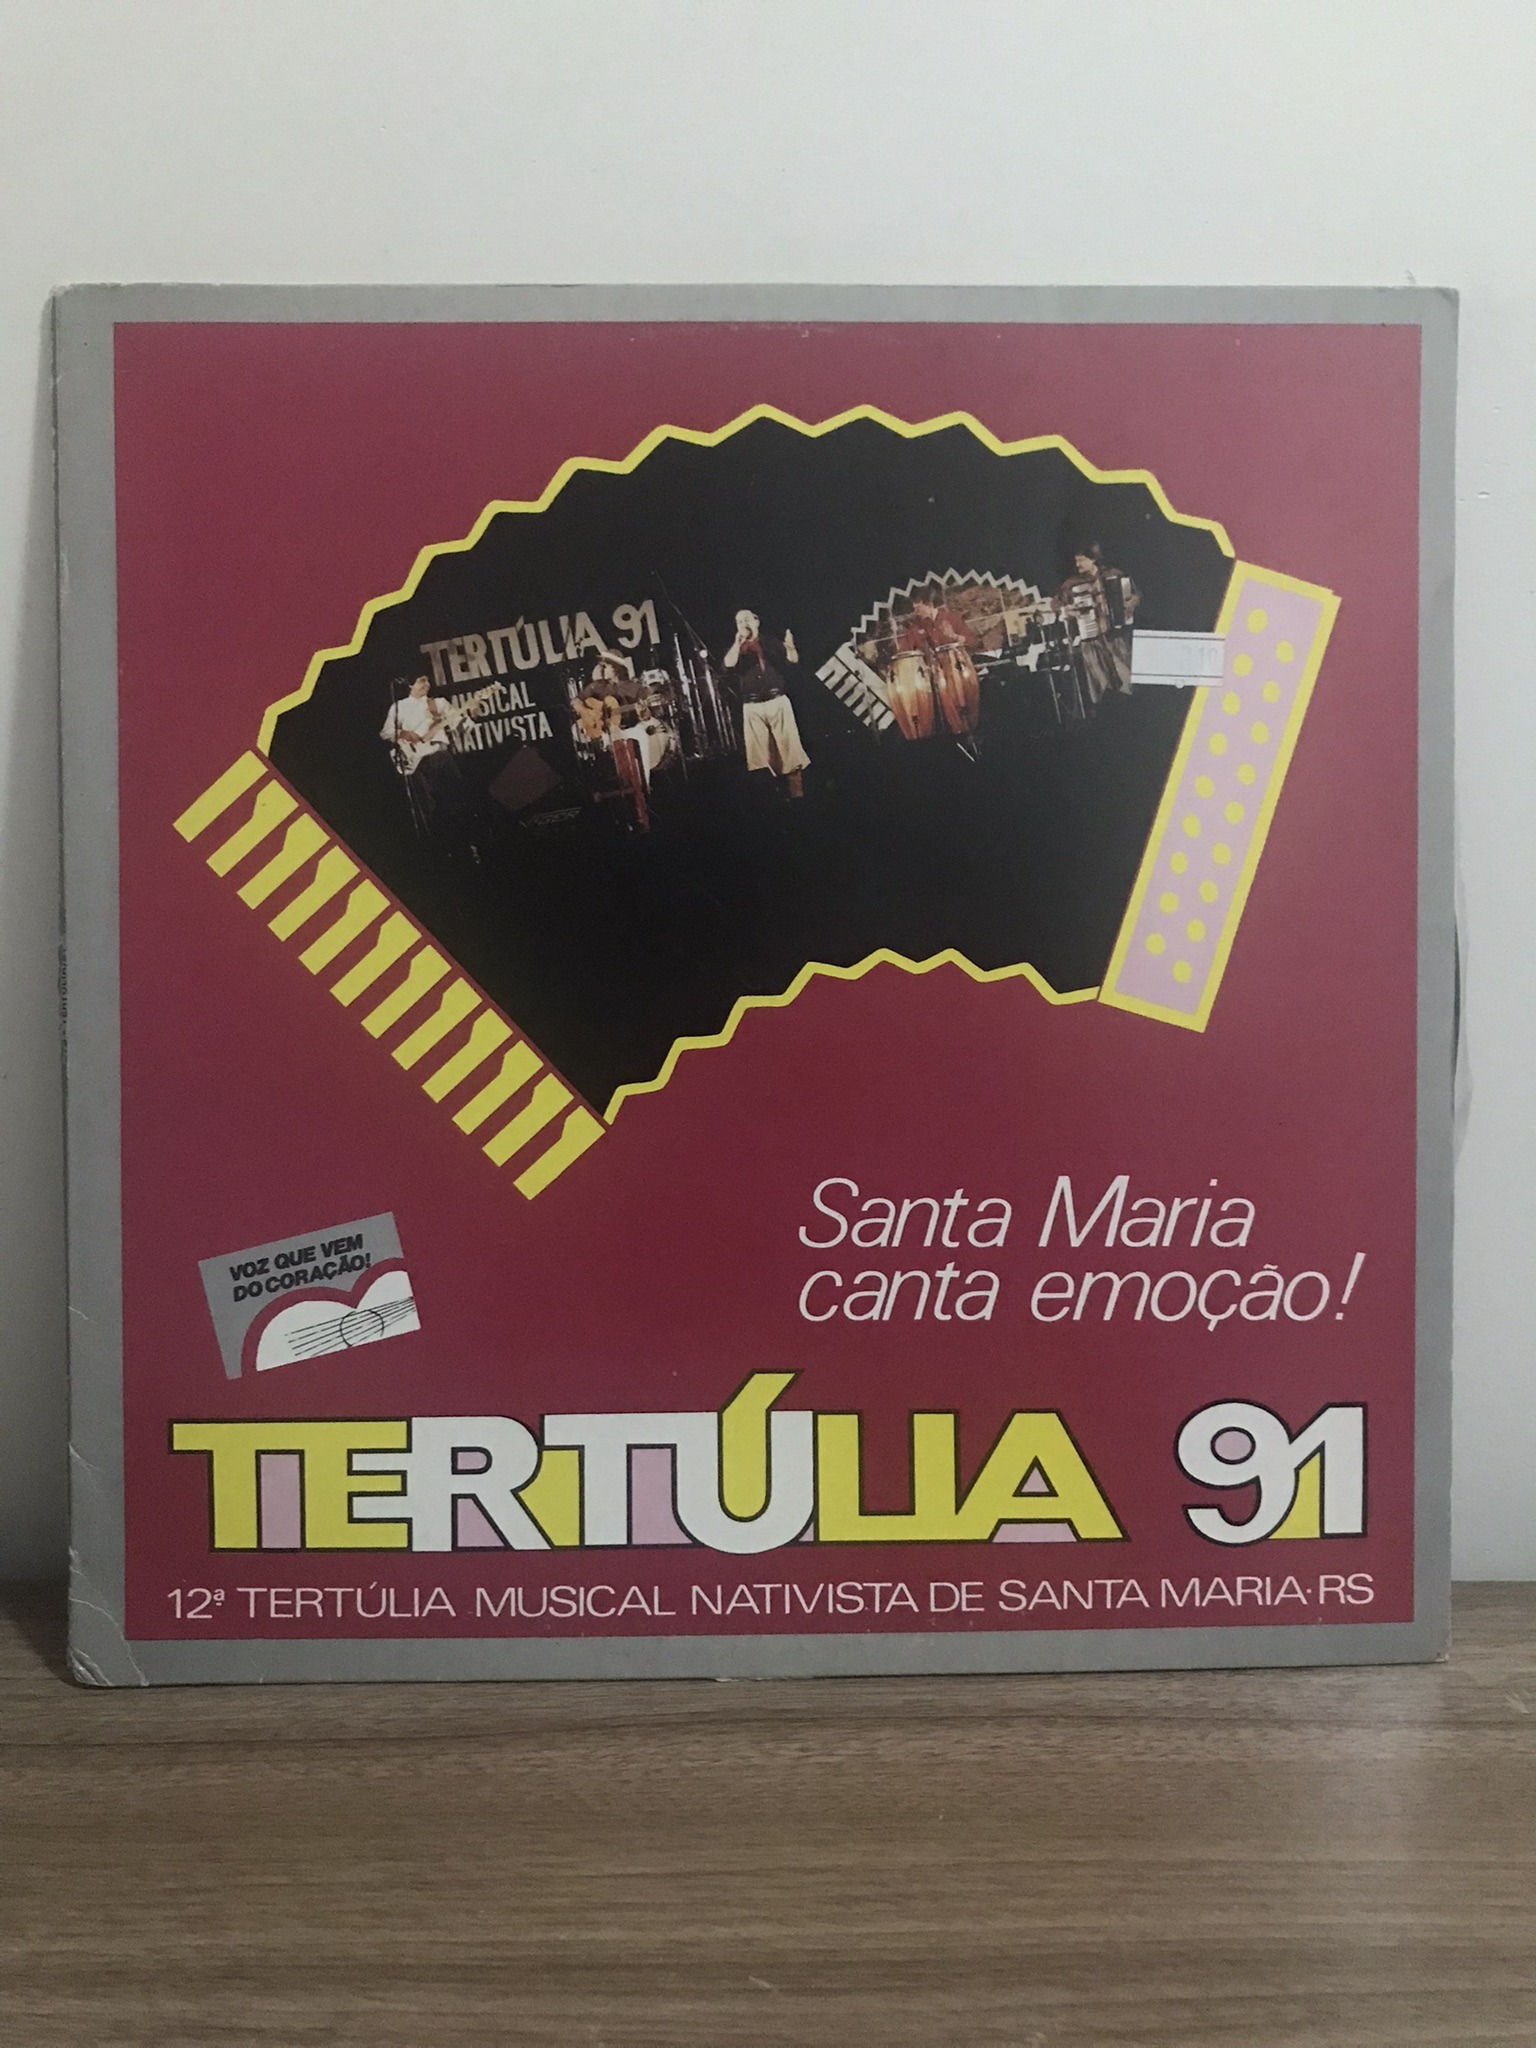 TERTÚLIA 91
MUSICAL
NATIVISTA
Santa Maria
canta emoção!
VOZ QUE VEM
DO CORAÇÃO!
TERTÚLIA 91
12ª TERTÚLIA MUSICAL NATIVISTA DE SANTA MARIA·RS